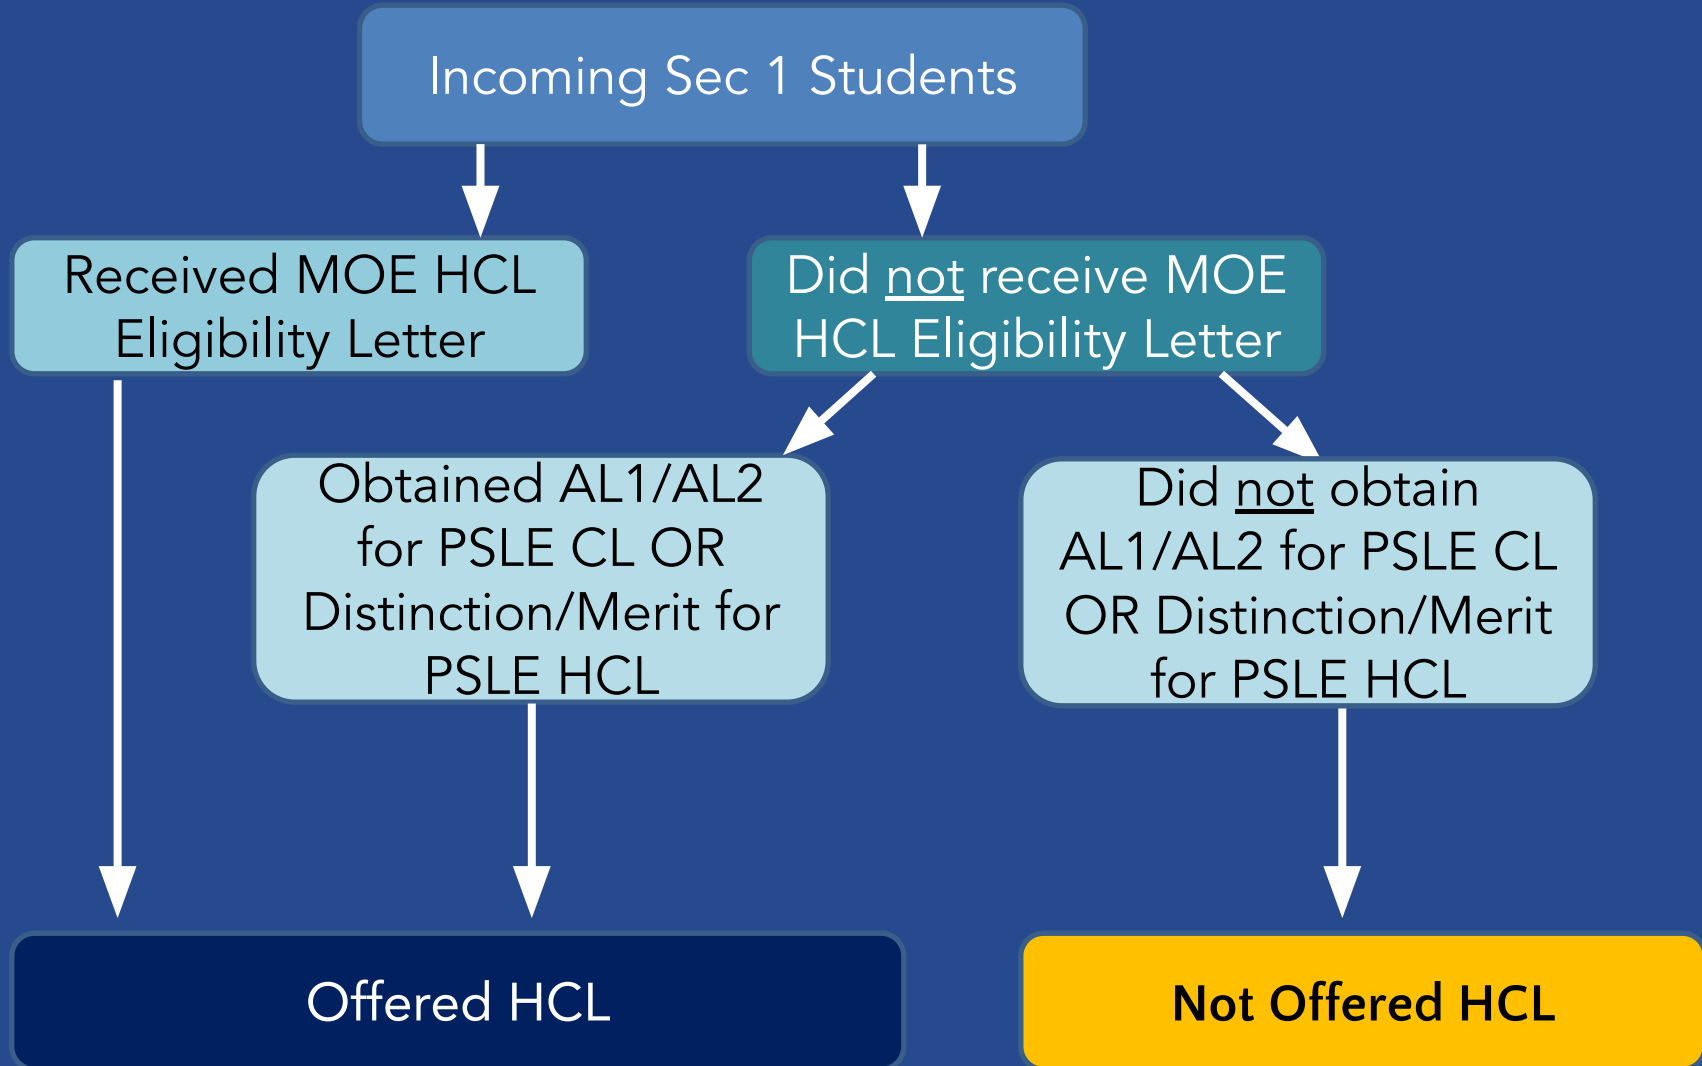 Incoming Sec 1 Students
Received MOE HCL
Eligibility Letter
Did not receive MOE
HCL Eligibility Letter
Obtained AL1/AL2
for PSLE CL OR
Distinction/Merit for
PSLE HCL
Did not obtain
AL1/AL2 for PSLE CL
OR Distinction/Merit
for PSLE HCL
Offered HCL
Not Offered HCL